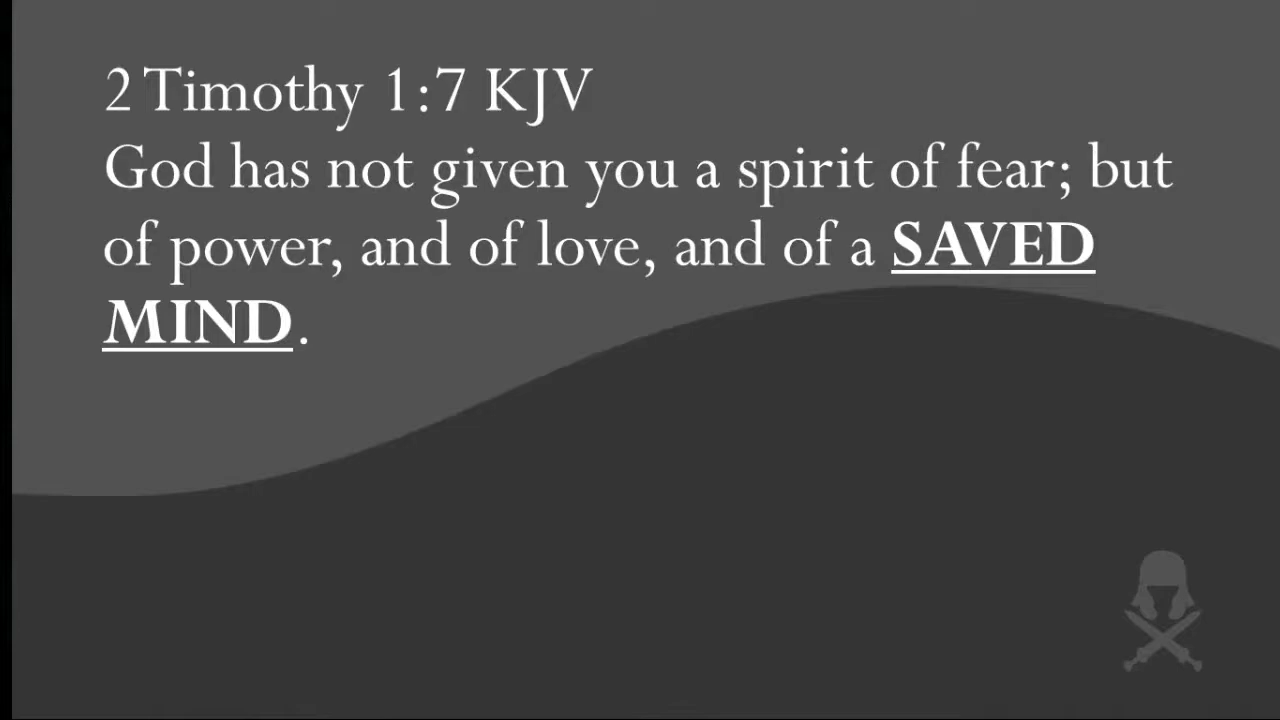 2 Timothy 1:7 KJV
God has not given you a spirit of fear; but
of power, and of love, and of a SAVED
MIND.